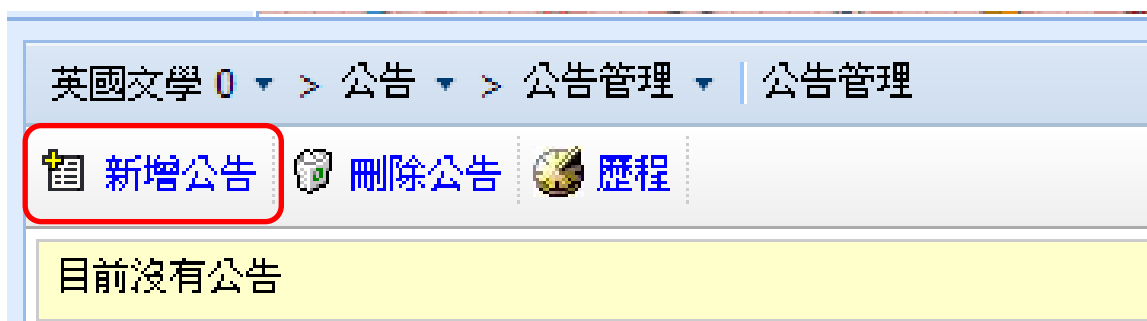 英國文學 0 ▼ > 公告 ▼ > 公告管理 ▼ | 公告管理
新增公告 刪除公告 歷程
目前沒有公告